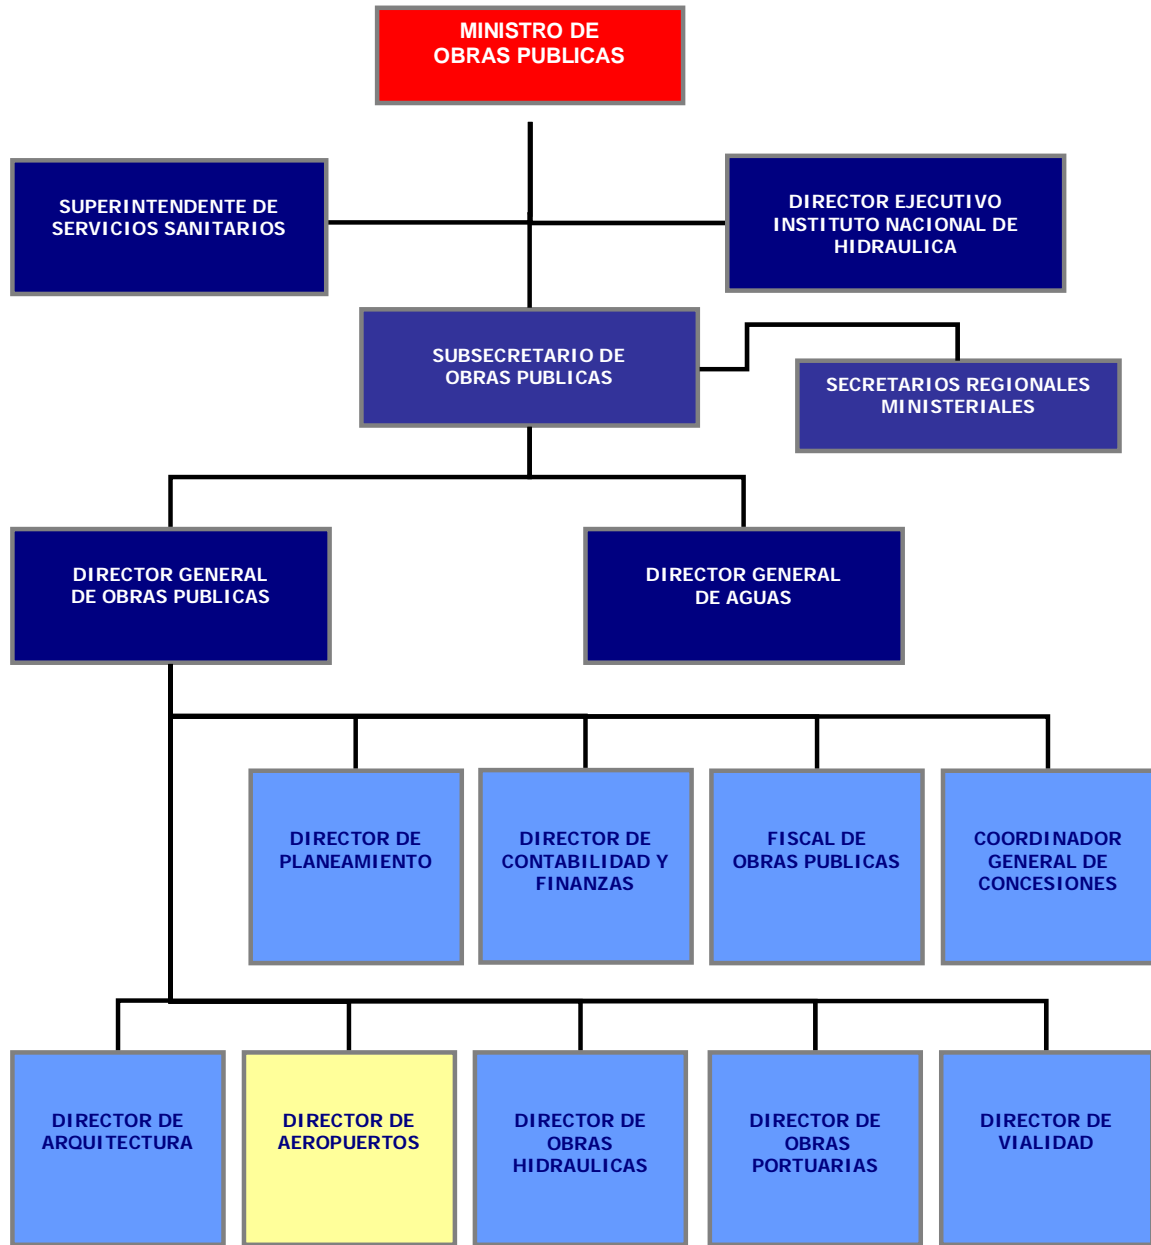 MINISTRO DE
OBRAS PUBLICAS
SUPERINTENDENTE DE
SERVICIOS SANITARIOS
DIRECTOR EJECUTIVO
INSTITUTO NACIONAL DE
HIDRAULICA
SUBSECRETARIO DE
OBRAS PUBLICAS
SECRETARIOS REGIONALES
MINISTERIALES
DIRECTOR GENERAL
DE OBRAS PUBLICAS
DIRECTOR GENERAL
DE AGUAS
DIRECTOR DE
PLANEAMIENTO
DIRECTOR DE
CONTABILIDAD Y
FINANZAS
FISCAL DE
OBRAS PUBLICAS
COORDINADOR
GENERAL DE
CONCESIONES
DIRECTOR DE
ARQUITECTURA
DIRECTOR DE
AEROPUERTOS
DIRECTOR DE
OBRAS
HIDRAULICAS
DIRECTOR DE
OBRAS
PORTUARIAS
DIRECTOR DE
VIALIDAD